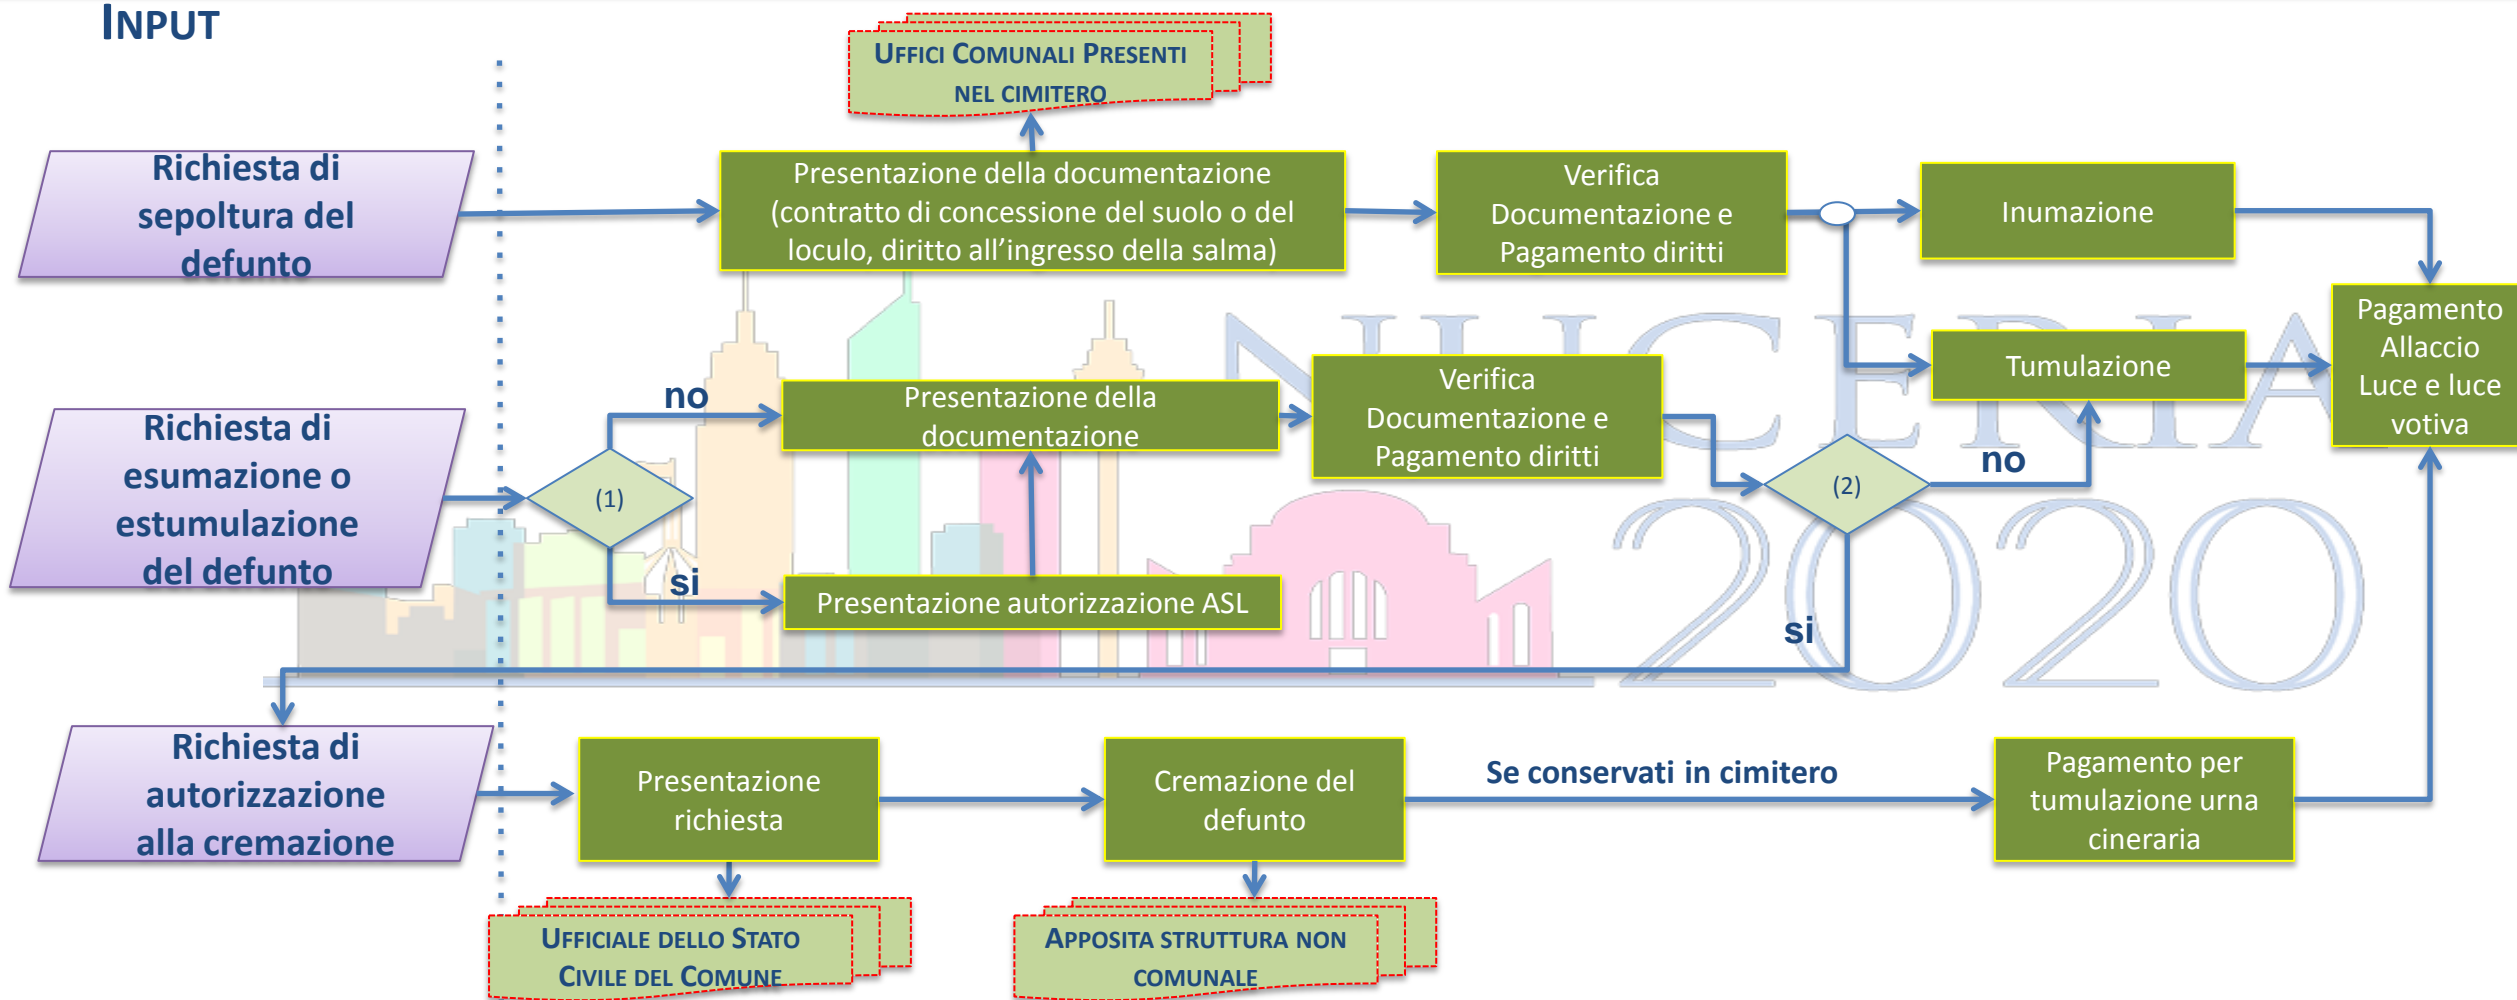 INPUT
UFFICI COMUNALI PRESENTI
NEL CIMITERO
Richiesta di
sepoltura del
defunto
Presentazione della documentazione
(contratto di concessione del suolo o del
loculo, diritto all’ingresso della salma)
Verifica
Documentazione e
Pagamento diritti
Inumazione
Tumulazione
Pagamento
Allaccio
Luce e luce
votiva
Richiesta di
esumazione o
estumulazione
del defunto
(1)
no
si
Presentazione della
documentazione
Presentazione autorizzazione ASL
Verifica
Documentazione e
Pagamento diritti
(2)
no
si
NUCERIA
2020
Richiesta di
autorizzazione
alla cremazione
Presentazione
richiesta
Cremazione del
defunto
Se conservati in cimitero
Pagamento per
tumulazione urna
cineraria
UFFICIALE DELLO STATO
CIVILE DEL COMUNE
APPOSITA STRUTTURA NON
COMUNALE